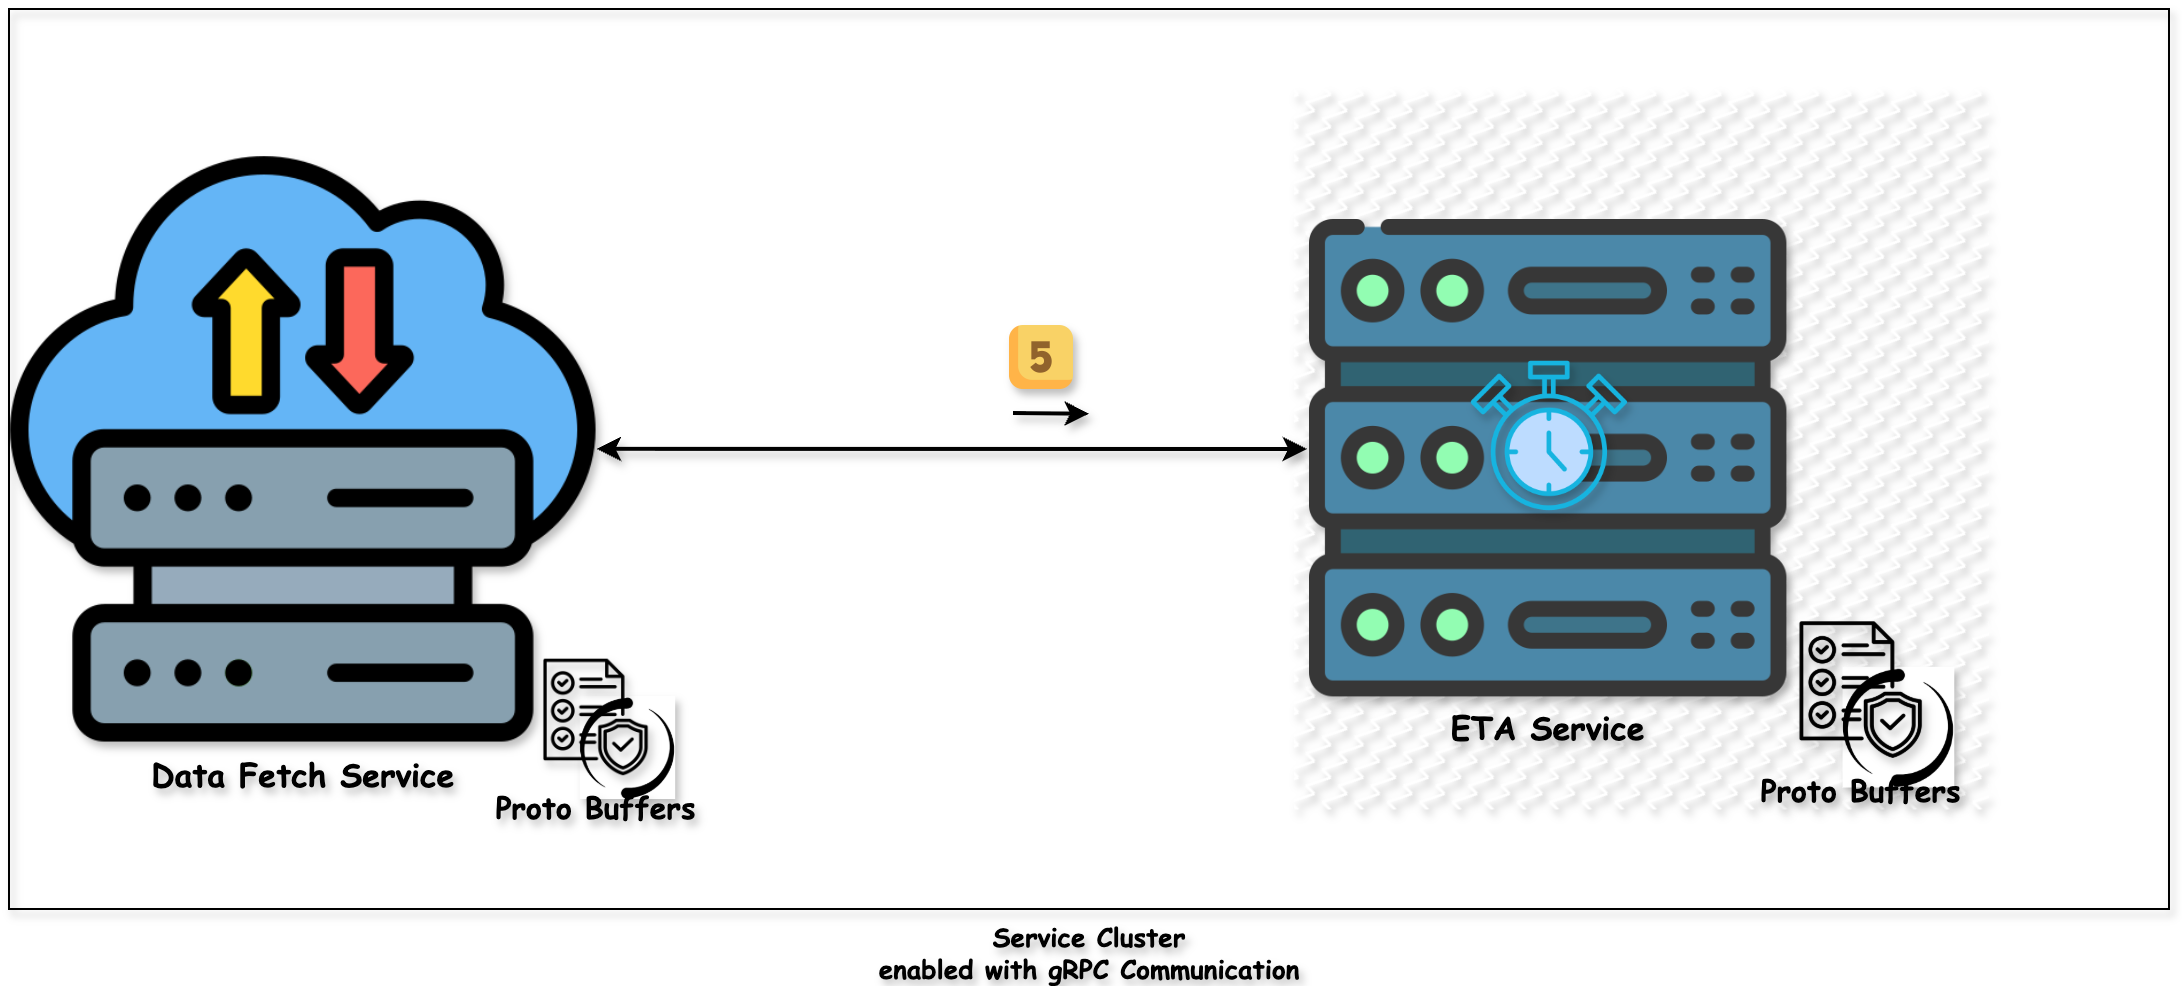 5
Data Fetch Service
Proto Buffers
ETA Service
Proto Buffers
Service Cluster
enabled with gRPC Communication